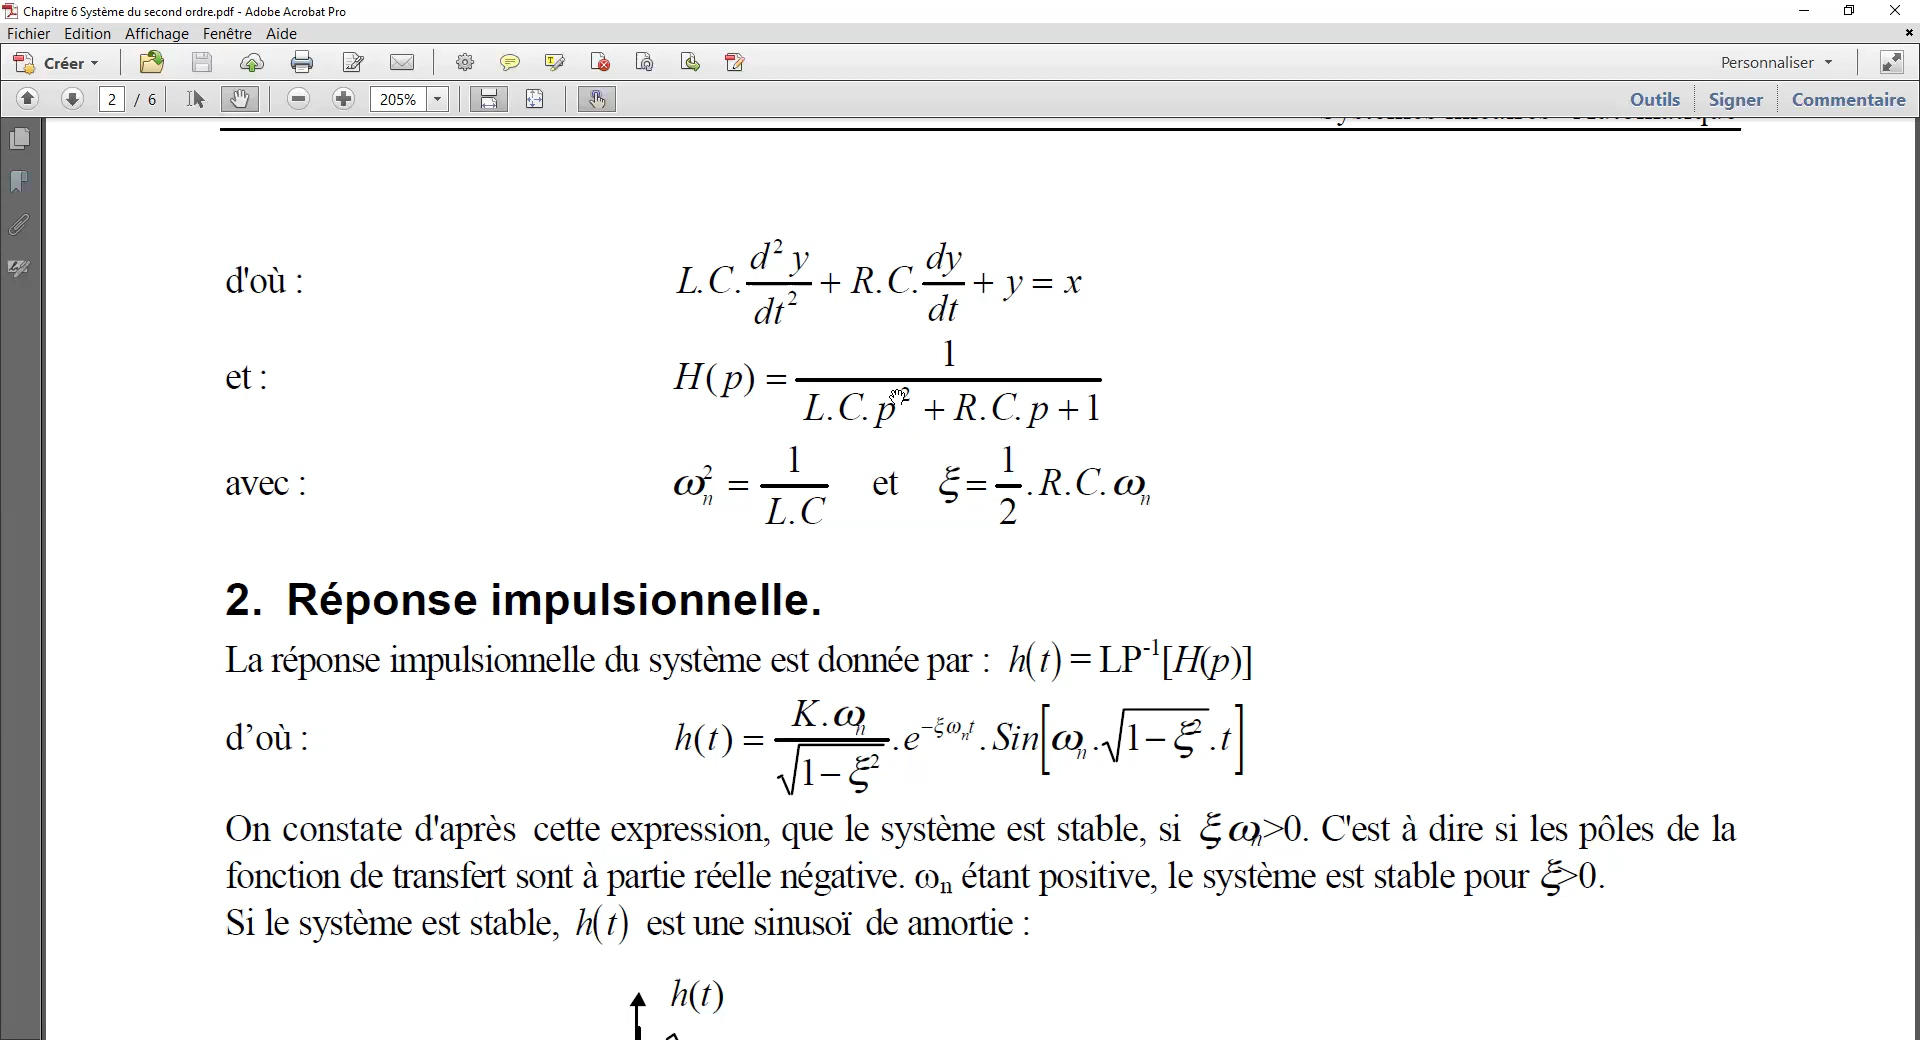 Chapitre 6 Système du second ordre.pdf - Adobe Acrobat Pro
Fichier Edition Affichage Fenêtre Aide
Créer Personnaliser
2 / 6 205% Outils Signer Commentaire
d'où : L.C. d²y/dt² + R.C. dy/dt + y = x
et : H(p) = 1/(L.C.p² + R.C.p + 1)
avec : ωₙ² = 1/(L.C) et ξ = 1/2 .R.C.ωₙ
2. Réponse impulsionnelle.
La réponse impulsionnelle du système est donnée par : h(t) = LP⁻¹[H(p)]
d’où : h(t) = K.ωₙ/√(1−ξ²) .e^(−ξωₙt) .Sin[ωₙ.√(1−ξ²).t]
On constate d'après cette expression, que le système est stable, si ξωₙ>0. C'est à dire si les pôles de la
fonction de transfert sont à partie réelle négative. ωₙ étant positive, le système est stable pour ξ>0.
Si le système est stable, h(t) est une sinusoï de amortie :
h(t)